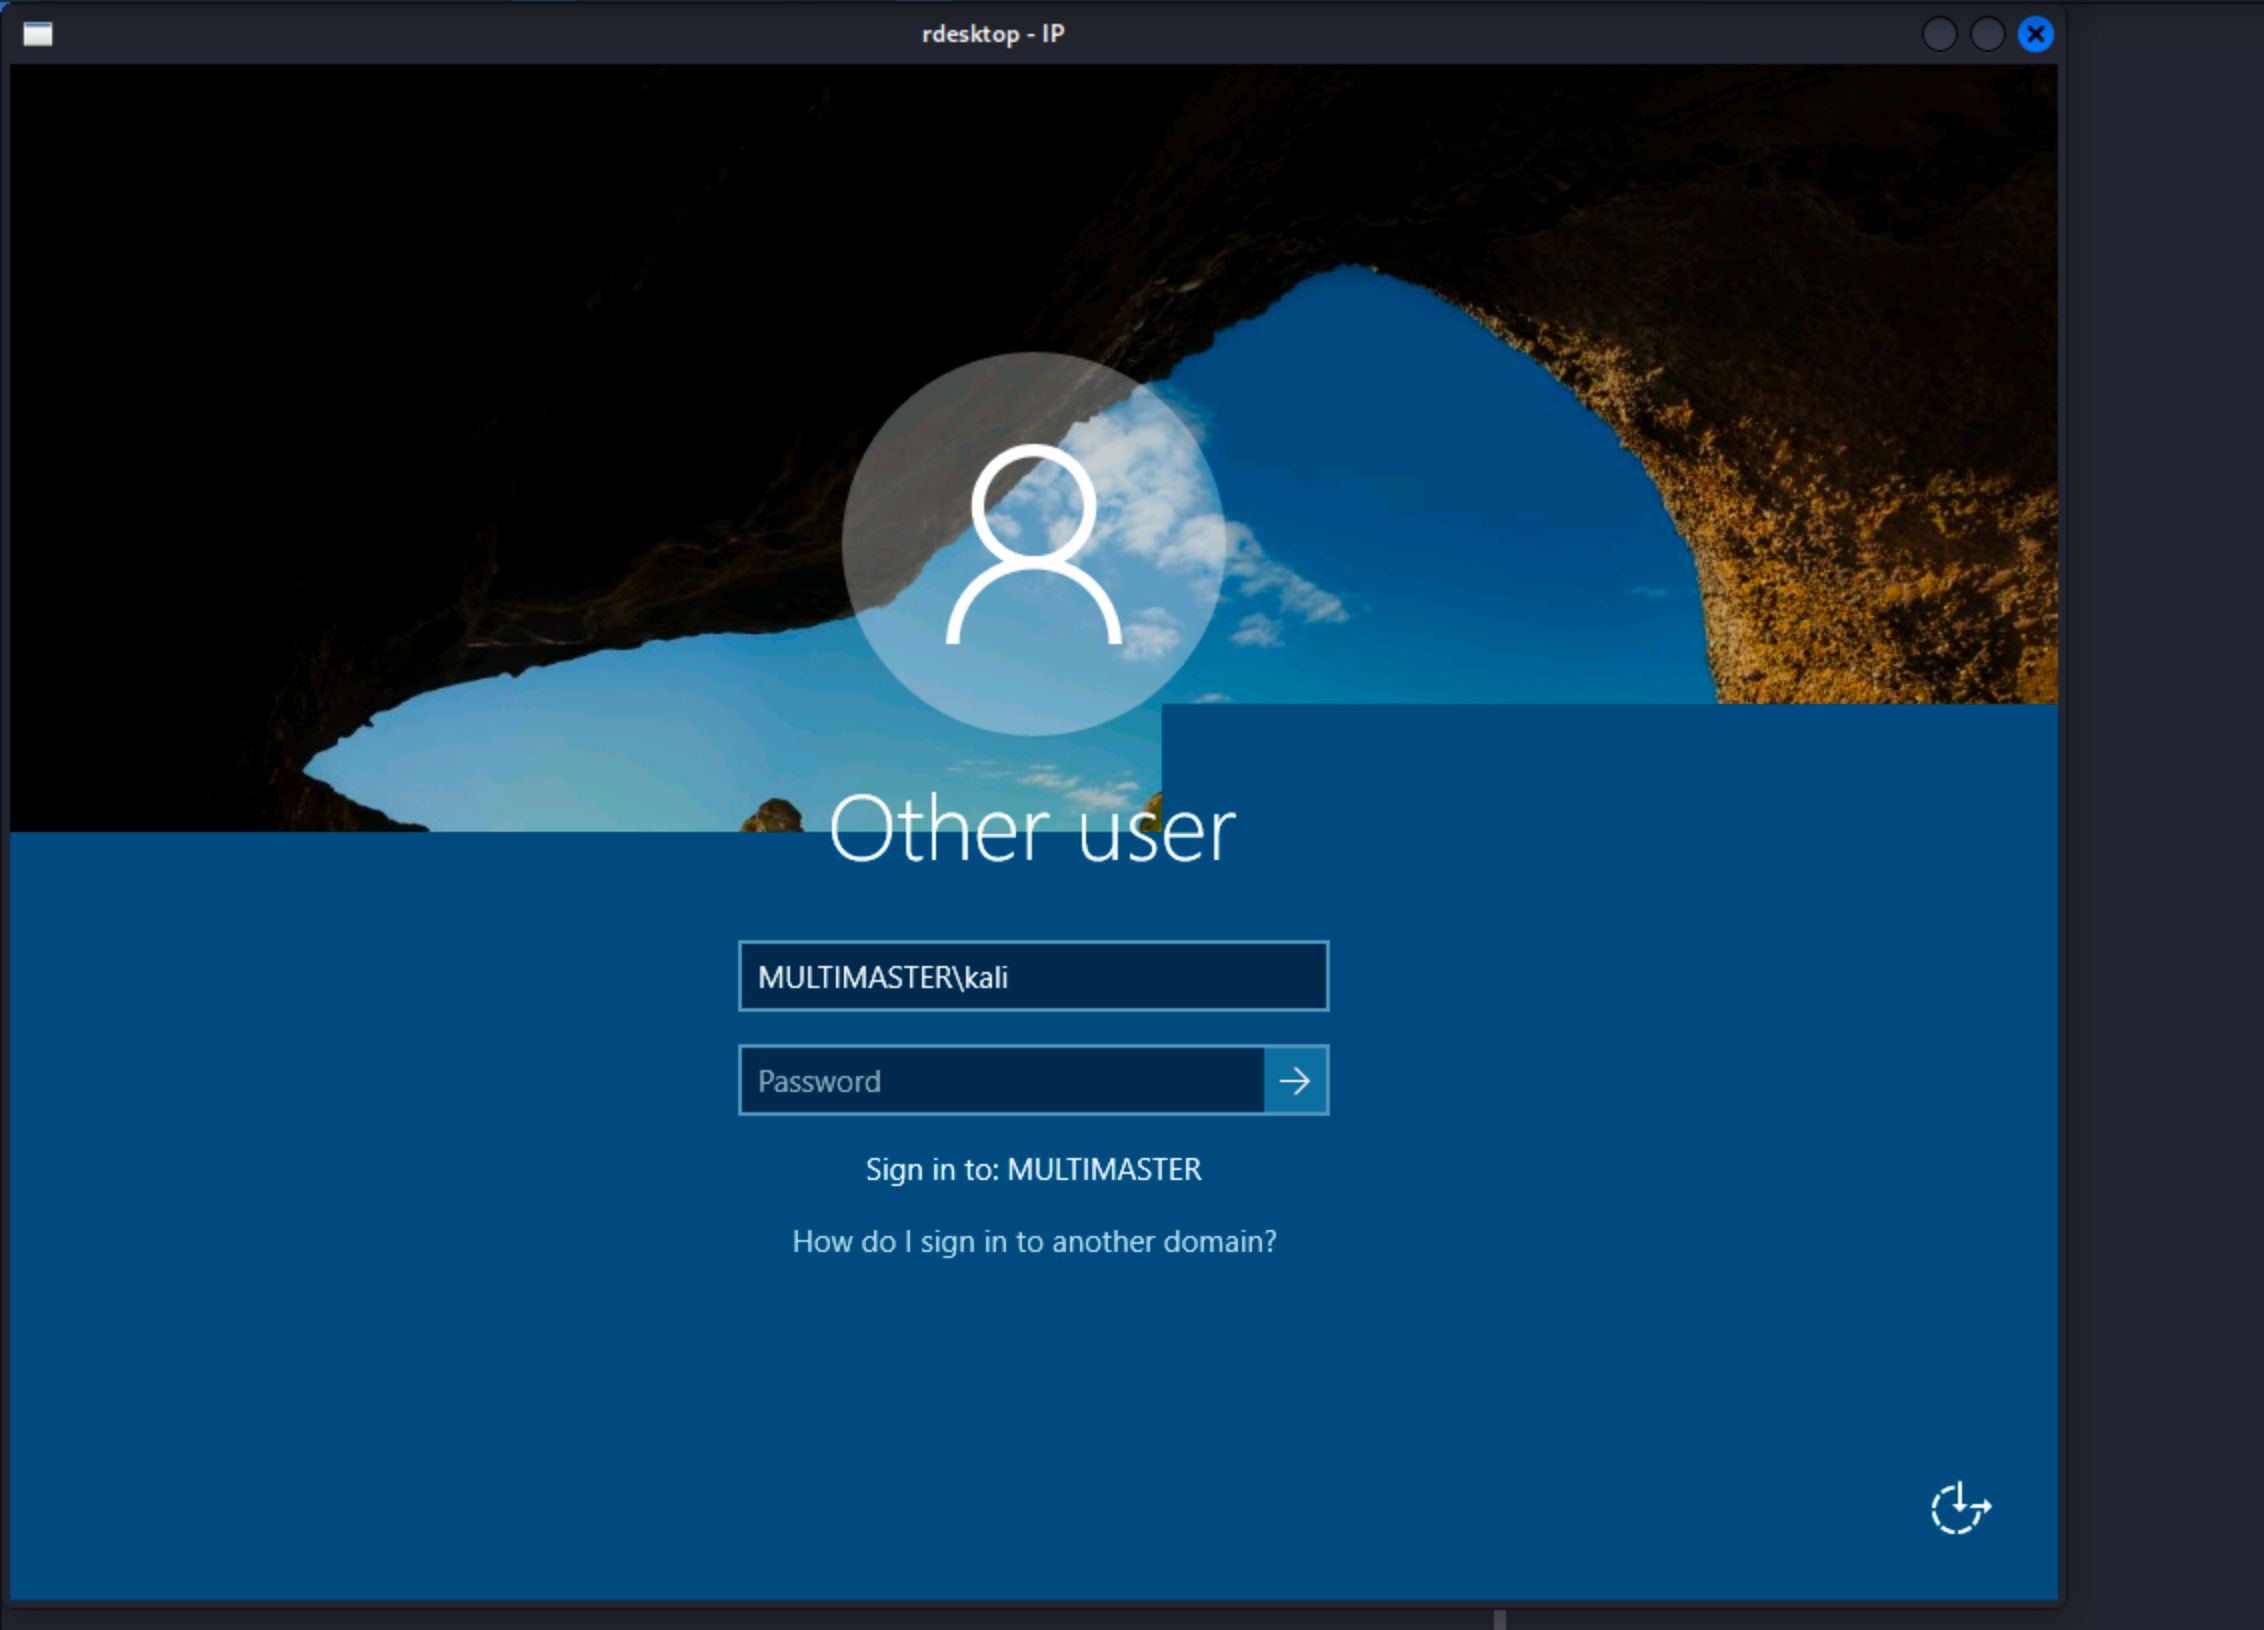 rdesktop - IP
Other user
MULTIMASTER\kali
Password
Sign in to: MULTIMASTER
How do I sign in to another domain?